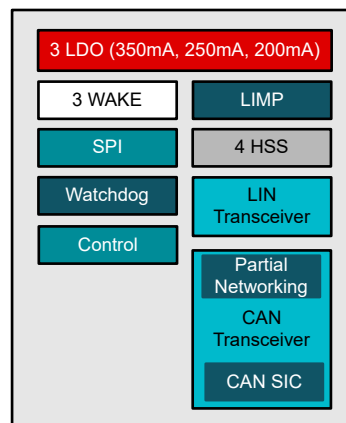 3 LDO (350mA, 250mA, 200mA)
3 WAKE
LIMP
SPI
4 HSS
Watchdog
LIN
Transceiver
Control
Partial
Networking
CAN
Transceiver
CAN SIC